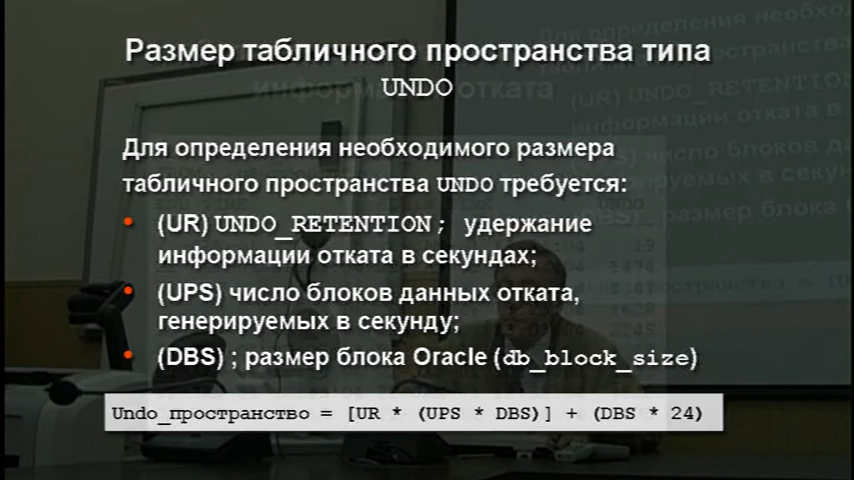 Размер табличного пространства типа
UNDO
Для определения необходимого размера
табличного пространства UNDO требуется:
• (UR) UNDO_RETENTION; удержание
информации отката в секундах;
• (UPS) число блоков данных отката,
генерируемых в секунду;
• (DBS) ; размер блока Oracle (db_block_size)
Undo_пространство = [UR * (UPS * DBS)] + (DBS * 24)